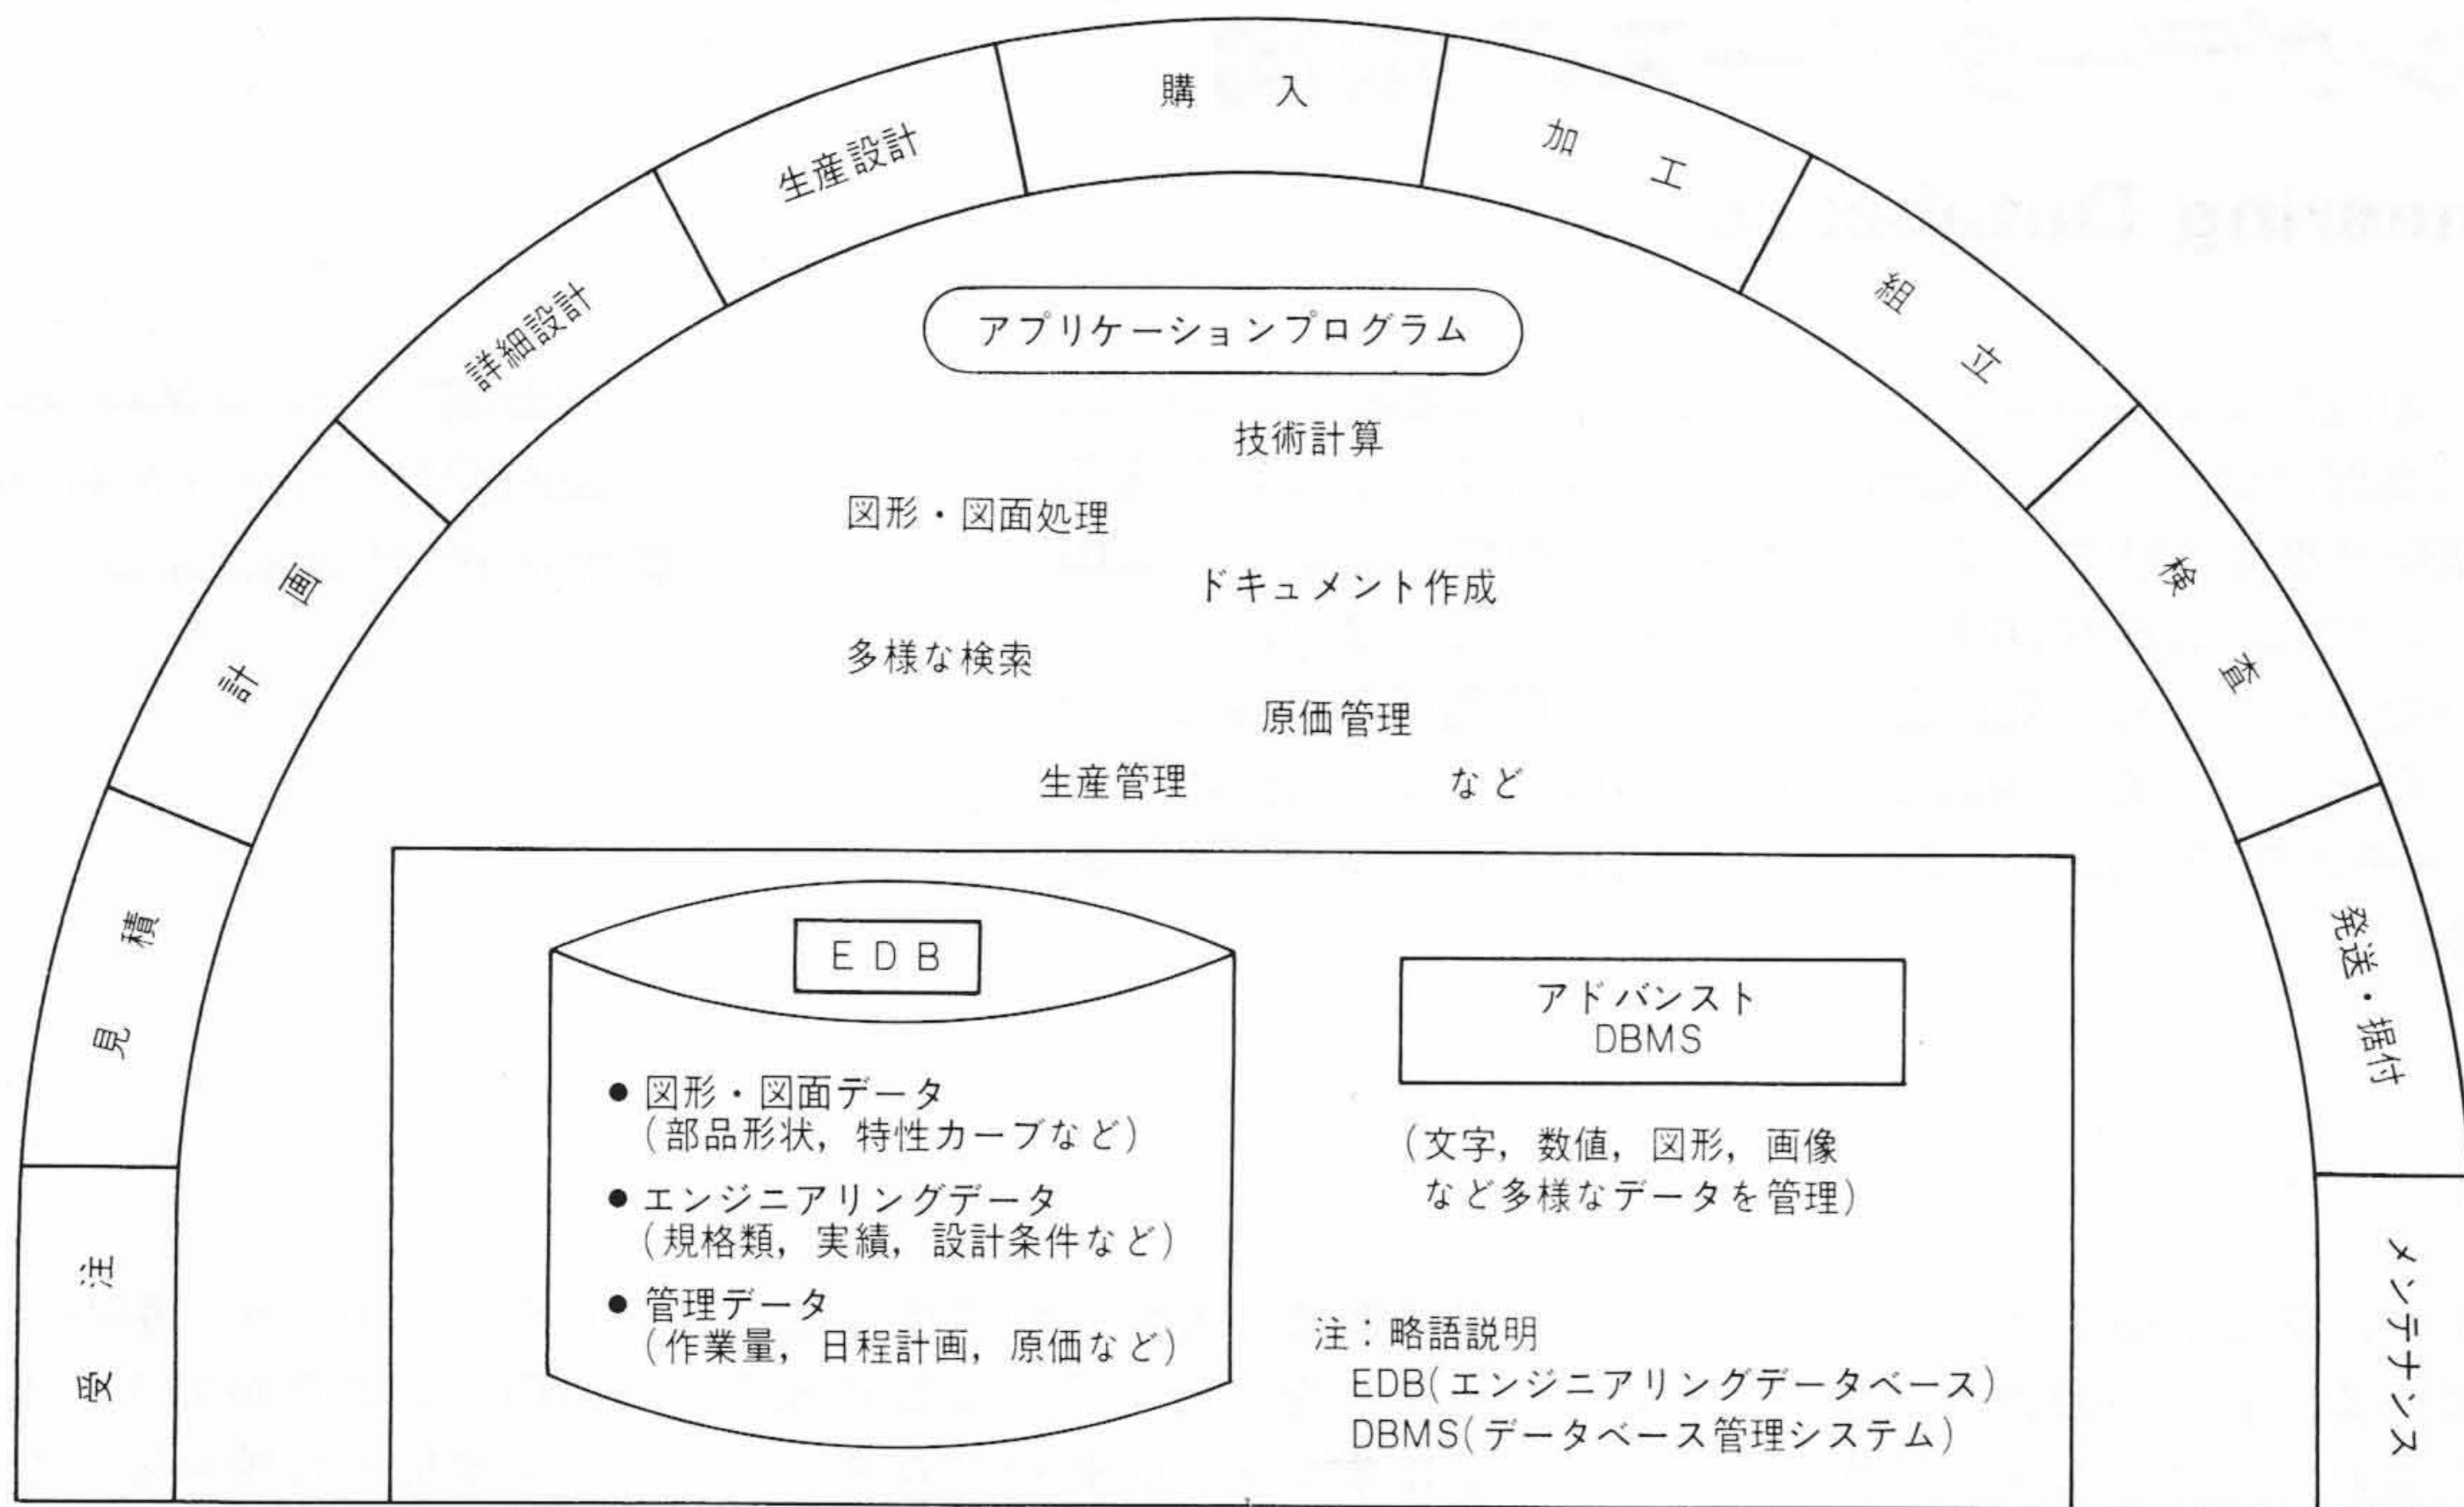 受注
見積
計画
詳細設計
生産設計
購入
加工
組立
検査
発送・据付
メンテナンス
アプリケーションプログラム
技術計算
図形・図面処理
ドキュメント作成
多様な検索
原価管理
生産管理
など
EDB
●図形・図面データ
(部品形状，特性カーブなど)
●エンジニアリングデータ
(規格類，実績，設計条件など)
●管理データ
(作業量，日程計画，原価など)
アドバンスト
DBMS
(文字，数値，図形，画像
など多様なデータを管理)
注：略語説明
EDB(エンジニアリングデータベース)
DBMS(データベース管理システム)